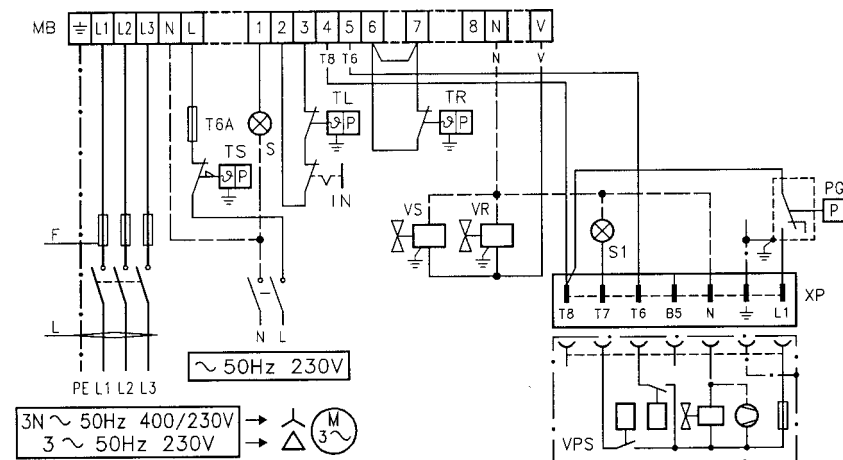 MB L1 L2 L3 N L 1 2 3 4 5 6 7 8 N V
T8 T6 N V
T6A S TL ϑ P TR ϑ P
TS ϑ P IN
PG P
VS VR S1
F
XP
T8 T7 T6 B5 N L1
L
N L
PE L1 L2 L3
~ 50Hz 230V
3N ~ 50Hz 400/230V
3 ~ 50Hz 230V
M
3~
VPS